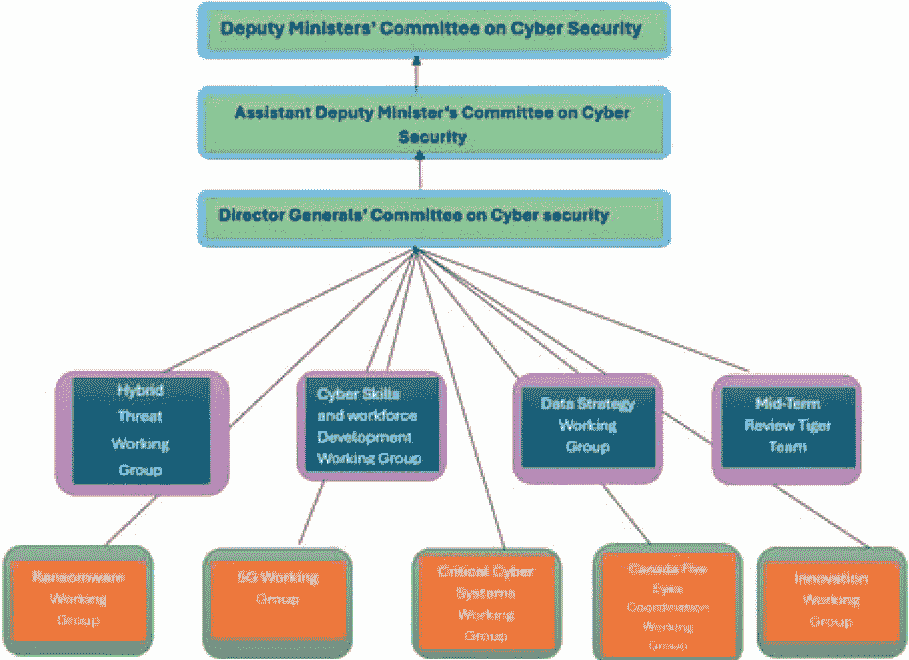 Deputy Ministers' Committee on Cyber Security
Assistant Deputy Minister's Committee on Cyber
Security
Director Generals' Committee on Cyber security
Hybrid
Threat
Working
Group
Cyber Skills
and workforce
Development
Working Group
Data Strategy
Working
Group
Mid-Term
Review Tiger
Team
Ransomware
Working
Group
5G Working
Group
Critical Cyber
Systems
Working
Group
Canada Five
Eyes
Coordination
Working
Group
Innovation
Working
Group